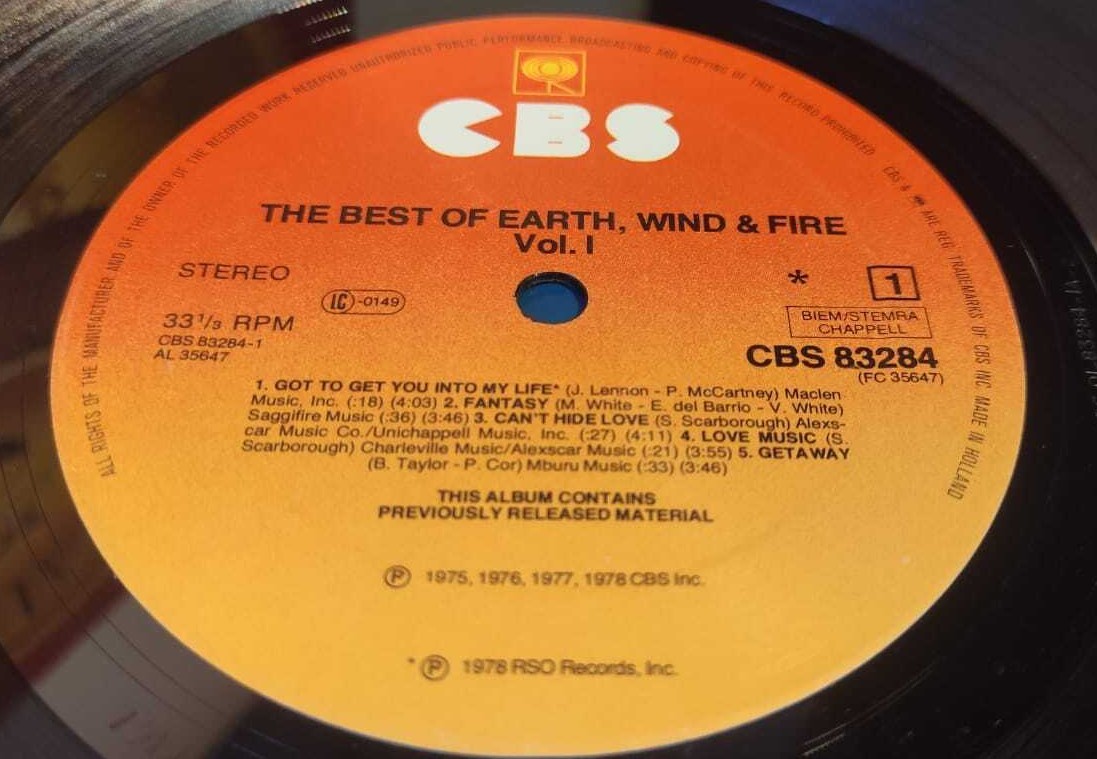 ALL RIGHTS OF THE MANUFACTURER AND OF THE OWNER OF THE RECORDED WORK RESERVED UNAUTHORIZED PUBLIC PERFORMANCE BROADCASTING AND COPYING OF THIS RECORD PROHIBITED CBS & ARE REG. TRADEMARKS OF CBS INC. MADE IN HOLLAND
CBS
THE BEST OF EARTH, WIND & FIRE
Vol. I
STEREO
* 1
LC-0149
33 1/3 RPM
BIEM/STEMRA
CHAPPELL
CBS 83284-1
AL 35647
CBS 83284
(FC 35647)
1. GOT TO GET YOU INTO MY LIFE* (J. Lennon - P. McCartney) Maclen
Music, Inc. (:18) (4:03) 2. FANTASY (M. White - E. del Barrio - V. White)
Saggifire Music (:36) (3:46) 3. CAN'T HIDE LOVE (S. Scarborough) Alexs-
car Music Co./Unichappell Music, Inc. (:27) (4:11) 4. LOVE MUSIC (S.
Scarborough) Charleville Music/Alexscar Music (:21) (3:55) 5. GETAWAY
(B. Taylor - P. Cor) Mburu Music (:33) (3:46)
THIS ALBUM CONTAINS
PREVIOUSLY RELEASED MATERIAL
Ⓟ 1975, 1976, 1977, 1978 CBS Inc.
* Ⓟ 1978 RSO Records, Inc.